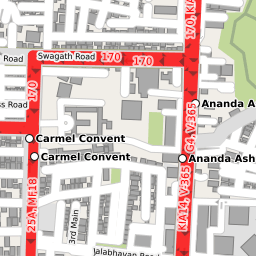 170, KIA
Swagath Road
170
170
Road
170
ss Road
Ananda A
G4, V-365
Carmel Convent
Carmel Convent
Ananda Ash
25A, MF18
KIA14, V-365
3rd Main
Jalabhavan Road